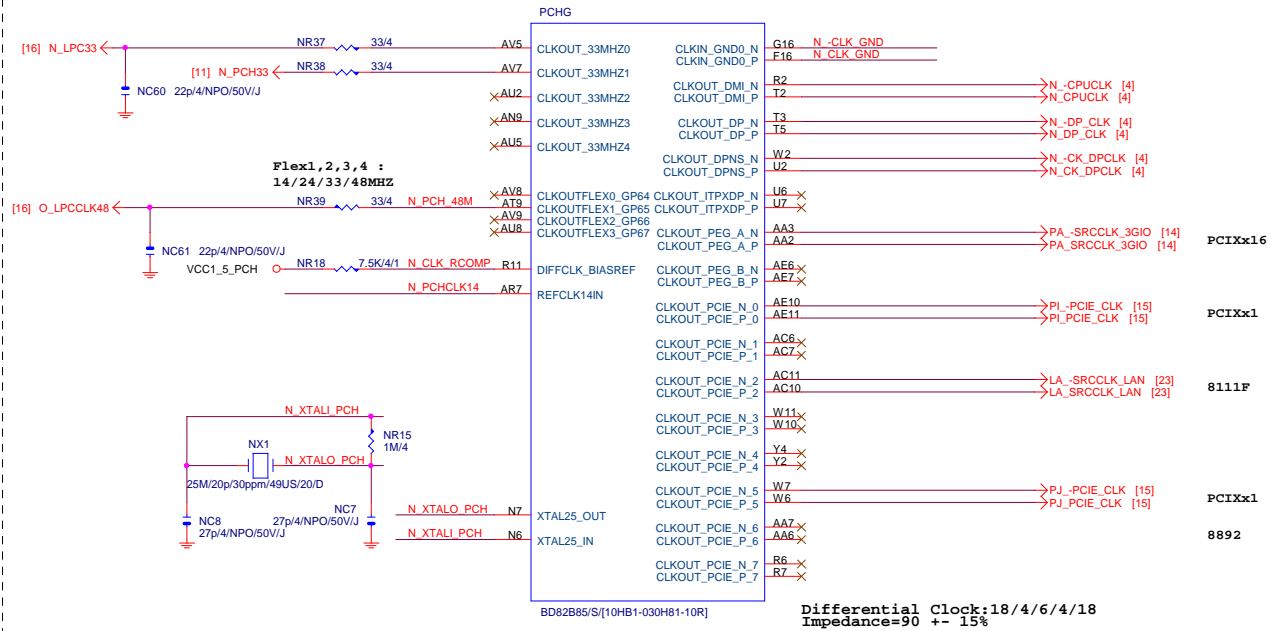 PCHG
[16] N_LPC33
NR37 33/4
AV5 CLKOUT_33MHZ0
[11] N_PCH33
NR38 33/4
AV7 CLKOUT_33MHZ1
NC60 22p/4/NPO/50V/J
AU2 CLKOUT_33MHZ2
AN9 CLKOUT_33MHZ3
AU5 CLKOUT_33MHZ4
Flex1,2,3,4 :
14/24/33/48MHZ
AV8 CLKOUTFLEX0_GP64
[16] O_LPCCLK48
NR39 33/4 N_PCH_48M
AT9 CLKOUTFLEX1_GP65
AV9 CLKOUTFLEX2_GP66
AU8 CLKOUTFLEX3_GP67
NC61 22p/4/NPO/50V/J
VCC1_5_PCH
NR18 7.5K/4/1 N_CLK_RCOMP
R11 DIFFCLK_BIASREF
N_PCHCLK14
AR7 REFCLK14IN
N_XTALI_PCH
NR15
1M/4
NX1
N_XTALO_PCH
25M/20p/30ppm/49US/20/D
NC8
27p/4/NPO/50V/J
NC7
27p/4/NPO/50V/J
N_XTALO_PCH N7 XTAL25_OUT
N_XTALI_PCH N6 XTAL25_IN
CLKIN_GND0_N G16 N_-CLK_GND
CLKIN_GND0_P F16 N_CLK_GND
CLKOUT_DMI_N R2 N_-CPUCLK [4]
CLKOUT_DMI_P T2 N_CPUCLK [4]
CLKOUT_DP_N T3 N_-DP_CLK [4]
CLKOUT_DP_P T5 N_DP_CLK [4]
CLKOUT_DPNS_N W2 N_-CK_DPCLK [4]
CLKOUT_DPNS_P U2 N_CK_DPCLK [4]
CLKOUT_ITPXDP_N U6
CLKOUT_ITPXDP_P U7
CLKOUT_PEG_A_N AA3 PA_-SRCCLK_3GIO [14]
CLKOUT_PEG_A_P AA2 PA_SRCCLK_3GIO [14]
PCIXx16
CLKOUT_PEG_B_N AE6
CLKOUT_PEG_B_P AE7
CLKOUT_PCIE_N_0 AE10 PI_-PCIE_CLK [15]
CLKOUT_PCIE_P_0 AE11 PI_PCIE_CLK [15]
PCIXx1
CLKOUT_PCIE_N_1 AC6
CLKOUT_PCIE_P_1 AC7
CLKOUT_PCIE_N_2 AC11 LA_-SRCCLK_LAN [23]
CLKOUT_PCIE_P_2 AC10 LA_SRCCLK_LAN [23]
8111F
CLKOUT_PCIE_N_3 W11
CLKOUT_PCIE_P_3 W10
CLKOUT_PCIE_N_4 Y4
CLKOUT_PCIE_P_4 Y2
CLKOUT_PCIE_N_5 W7 PJ_-PCIE_CLK [15]
CLKOUT_PCIE_P_5 W6 PJ_PCIE_CLK [15]
PCIXx1
CLKOUT_PCIE_N_6 AA7
CLKOUT_PCIE_P_6 AA6
8892
CLKOUT_PCIE_N_7 R6
CLKOUT_PCIE_P_7 R7
BD82B85/S/[10HB1-030H81-10R]
Differential Clock:18/4/6/4/18
Impedance=90 +- 15%